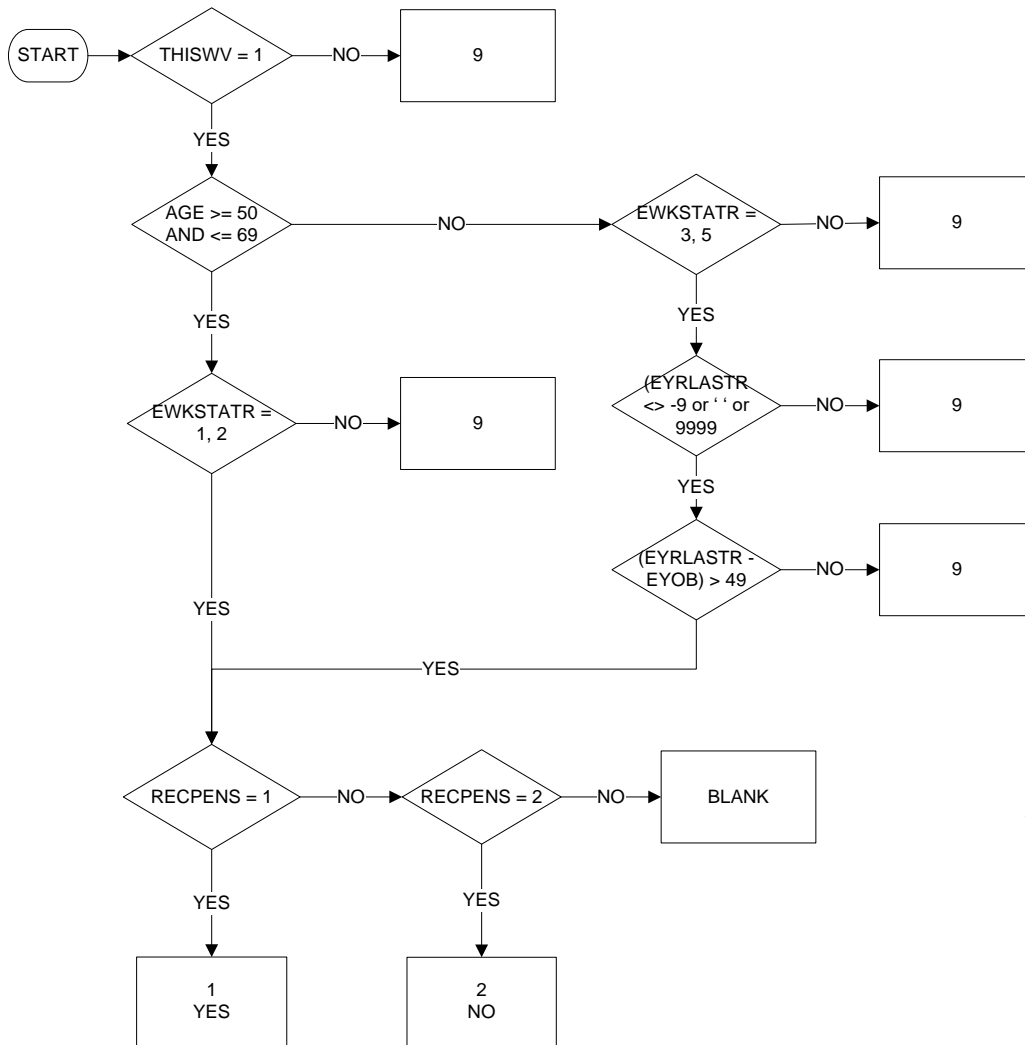 START
THISWV = 1
NO
9
YES
AGE >= 50
AND <= 69
NO
EWKSTATR =
3, 5
NO
9
YES
YES
EWKSTATR =
1, 2
NO
9
(EYRLASTR
<> -9 or ‘ ‘ or
9999
NO
9
YES
(EYRLASTR -
EYOB) > 49
NO
9
YES
YES
RECPENS = 1
NO
RECPENS = 2
NO
BLANK
YES
YES
1
YES
2
NO